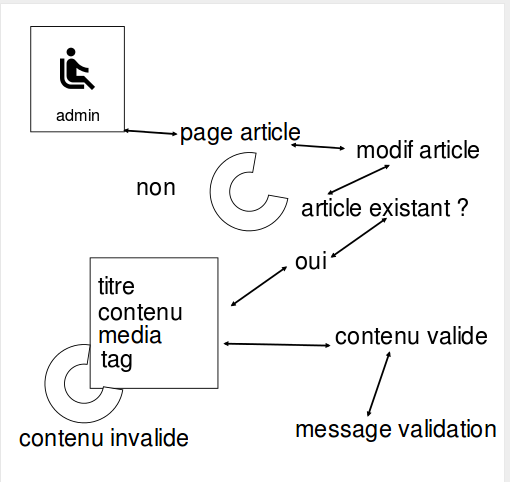 admin
page article
modif article
non
article existant ?
oui
titre
contenu
media
tag
contenu valide
contenu invalide
message validation